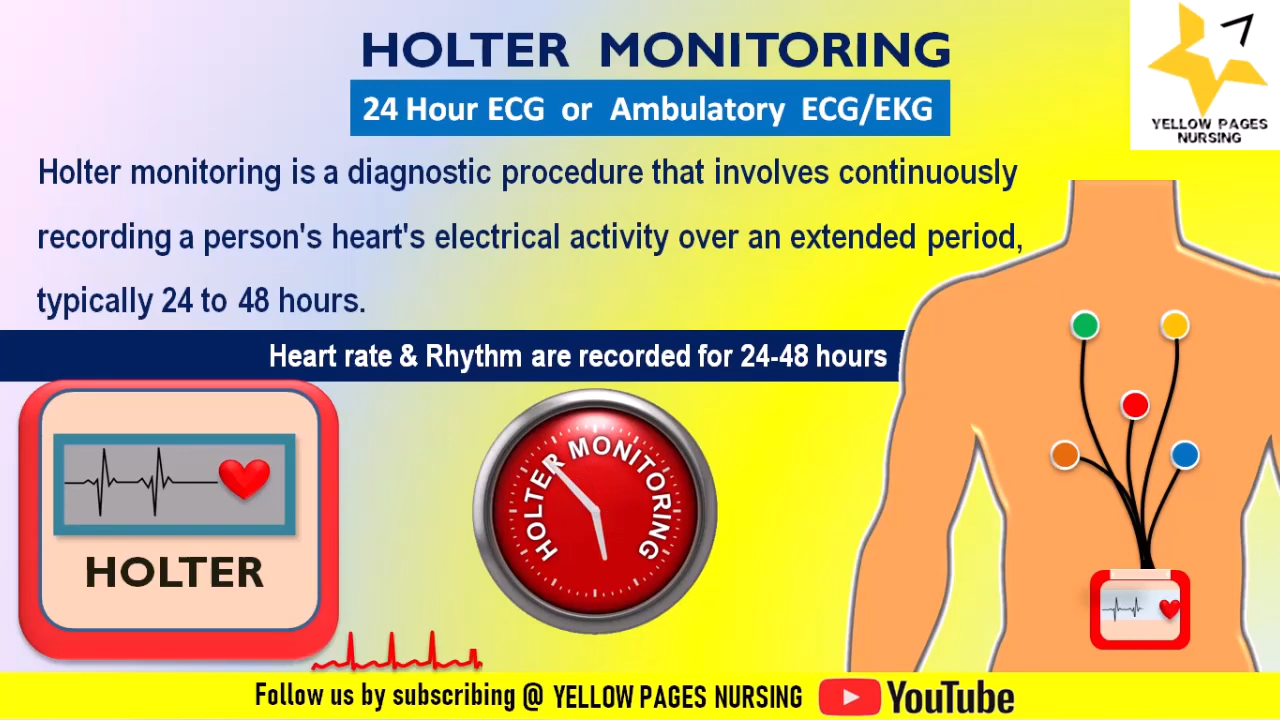 HOLTER MONITORING
24 Hour ECG or Ambulatory ECG/EKG
YELLOW PAGES
NURSING
Holter monitoring is a diagnostic procedure that involves continuously
recording a person's heart's electrical activity over an extended period,
typically 24 to 48 hours.
Heart rate & Rhythm are recorded for 24-48 hours
HOLTER
HOLTER MONITORING
Follow us by subscribing @ YELLOW PAGES NURSING YouTube